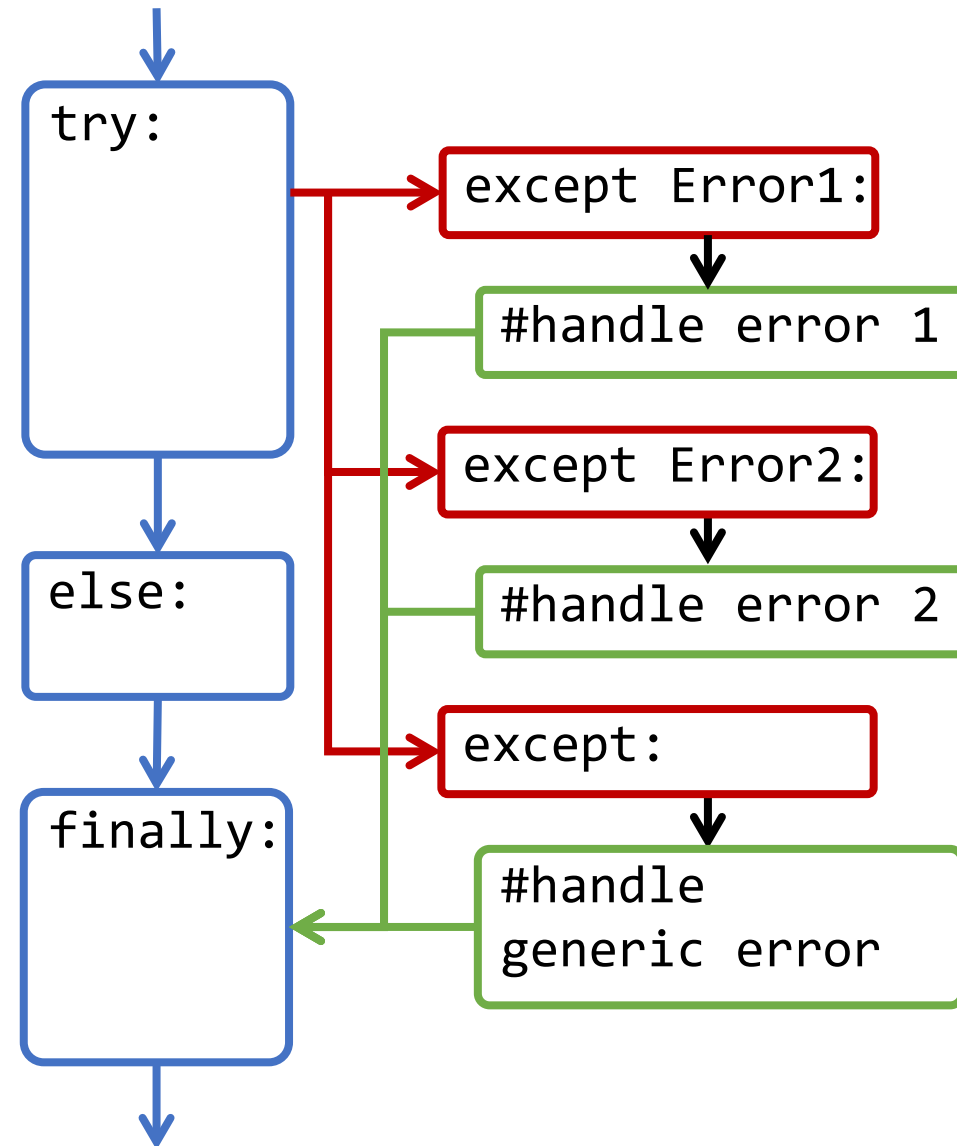 try:
except Error1:
#handle error 1
except Error2:
#handle error 2
else:
except:
finally:
#handle
generic error